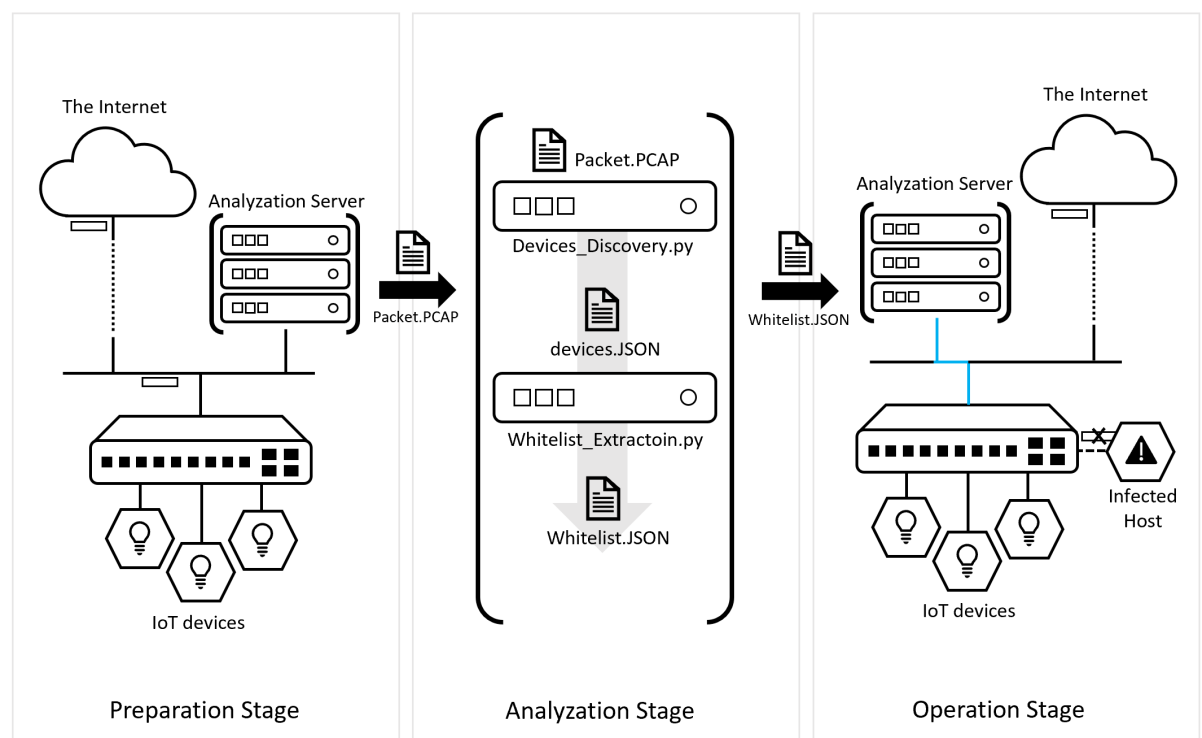 The Internet
Analyzation Server
Packet.PCAP
IoT devices
Preparation Stage
Packet.PCAP
Devices_Discovery.py
devices.JSON
Whitelist_Extractoin.py
Whitelist.JSON
Analyzation Stage
Whitelist.JSON
The Internet
Analyzation Server
Infected
Host
IoT devices
Operation Stage